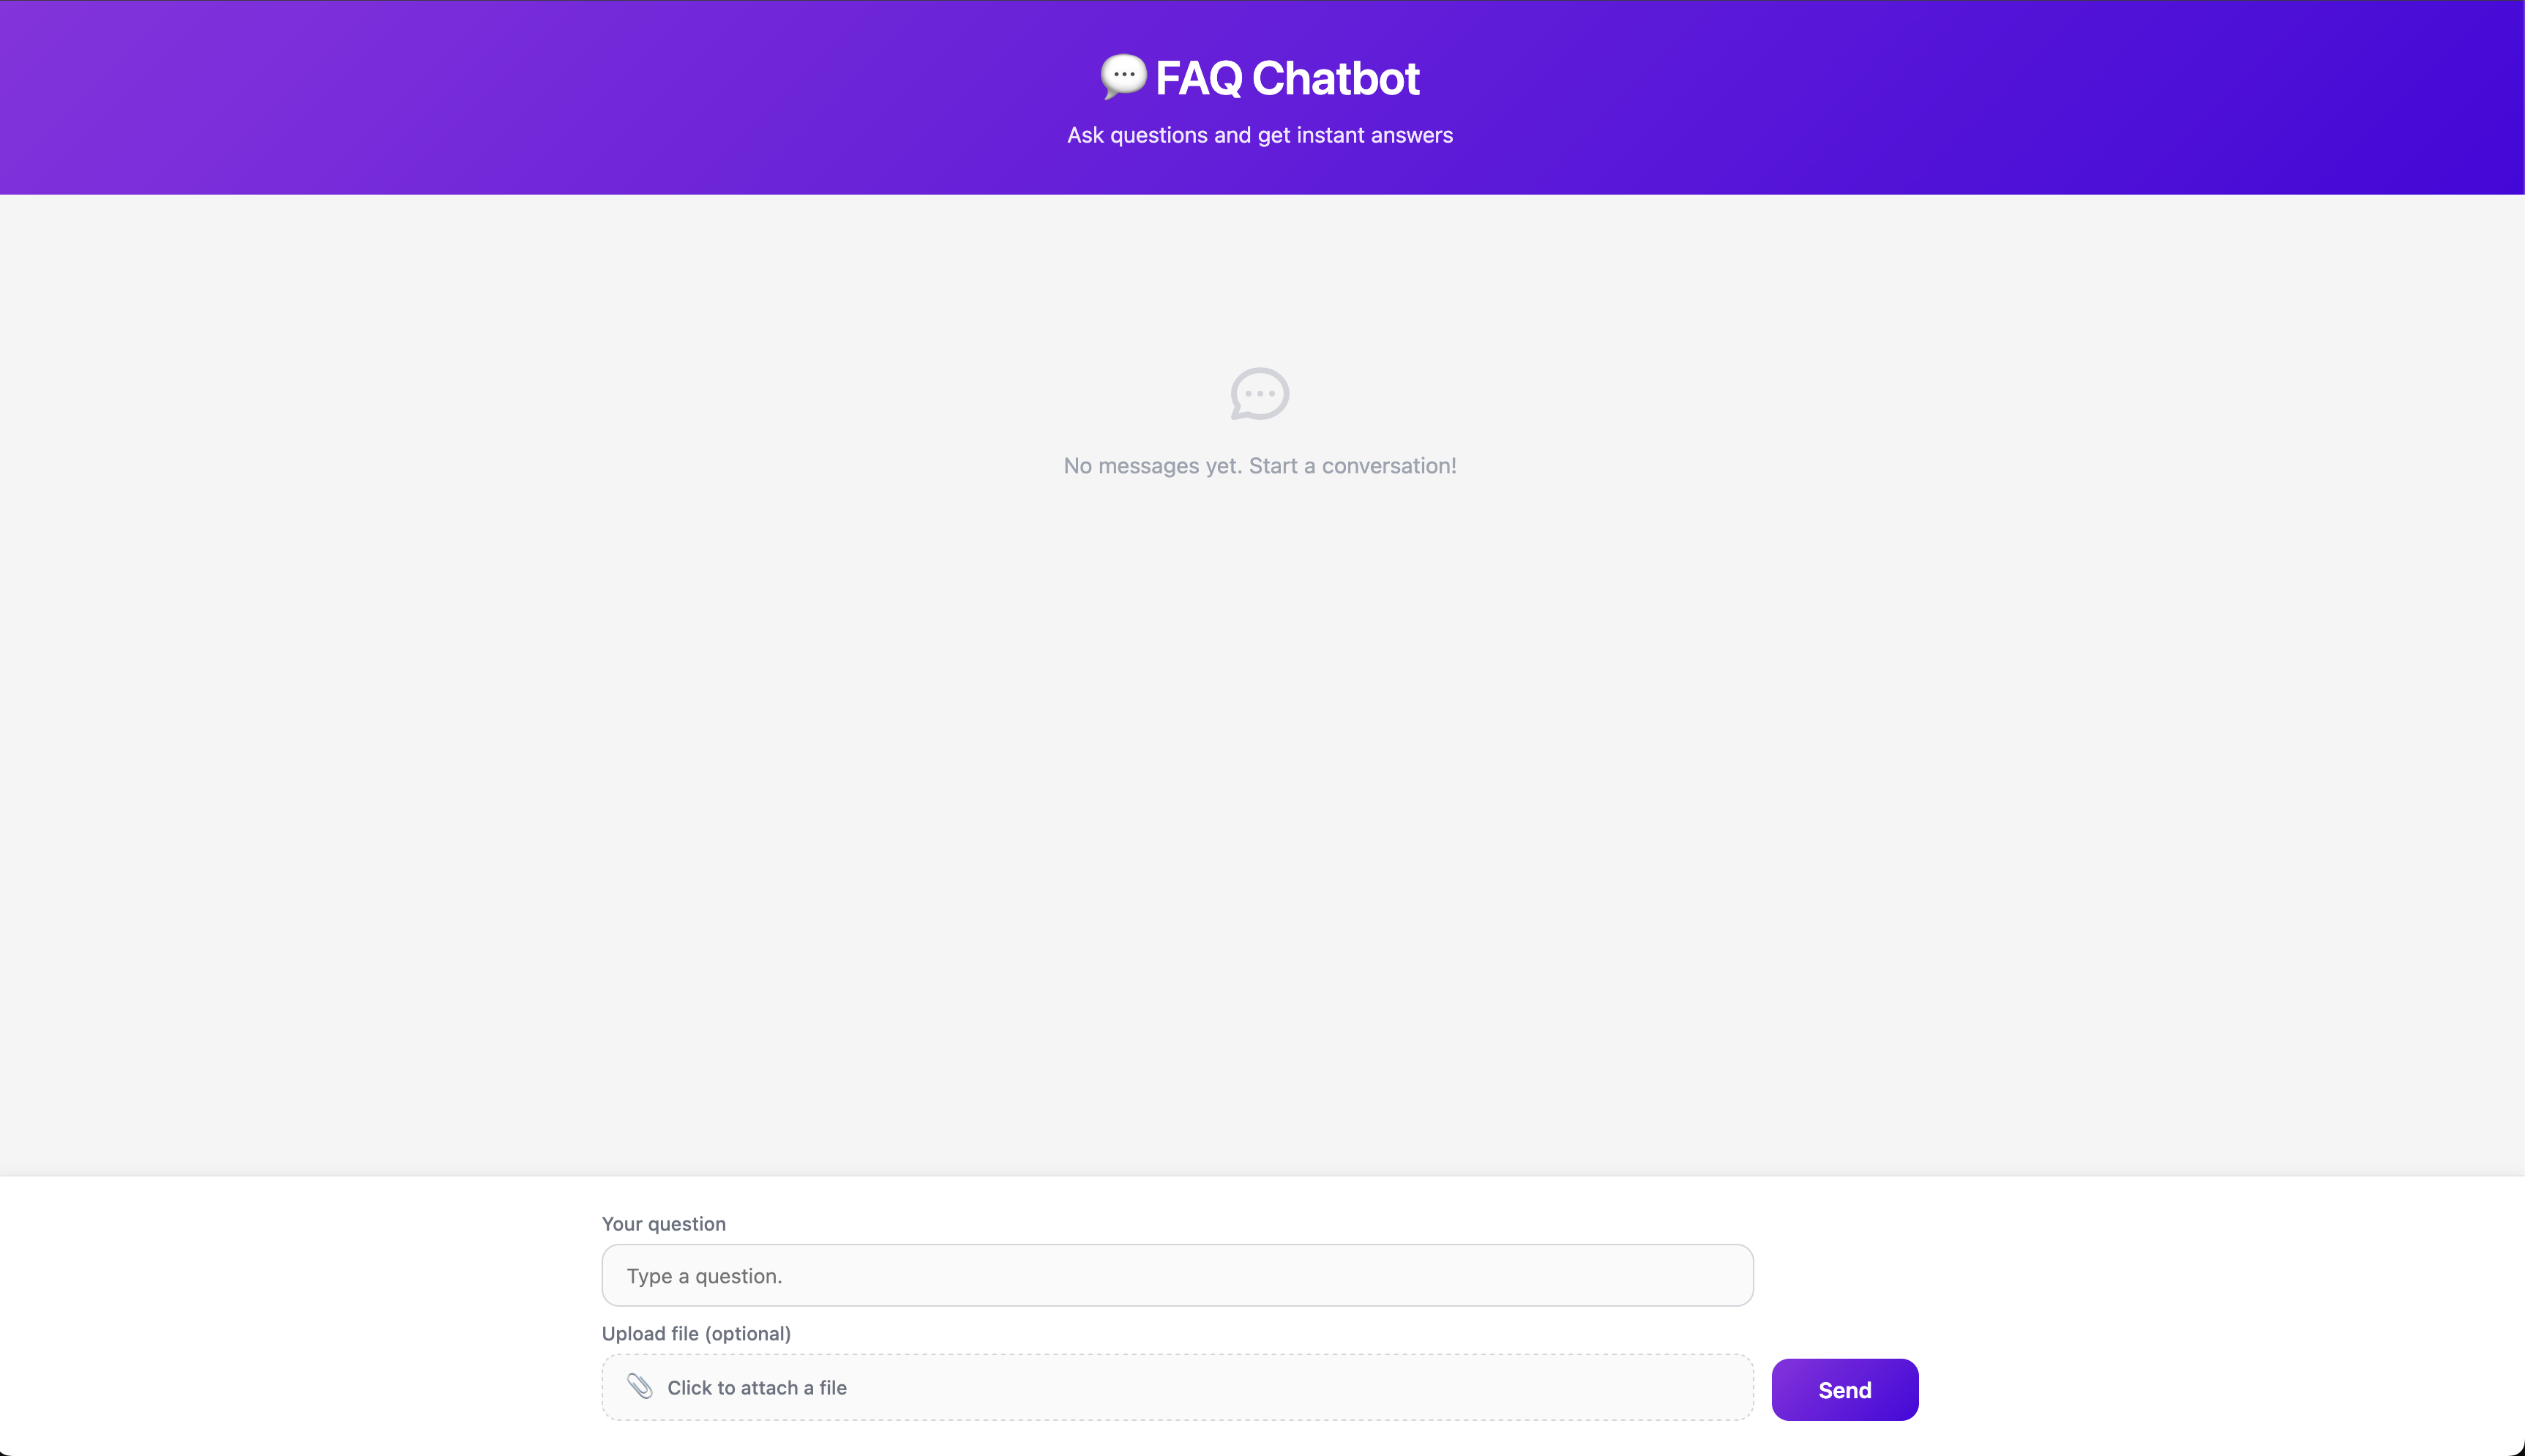 💬 FAQ Chatbot
Ask questions and get instant answers
No messages yet. Start a conversation!
Your question
Type a question.
Upload file (optional)
📎 Click to attach a file
Send